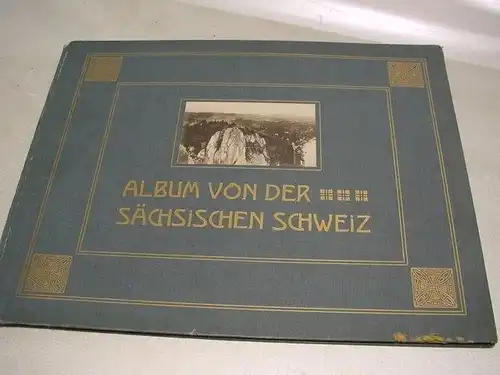 ALBUM VON DER
SÄCHSiSCHEN SCHWEiZ